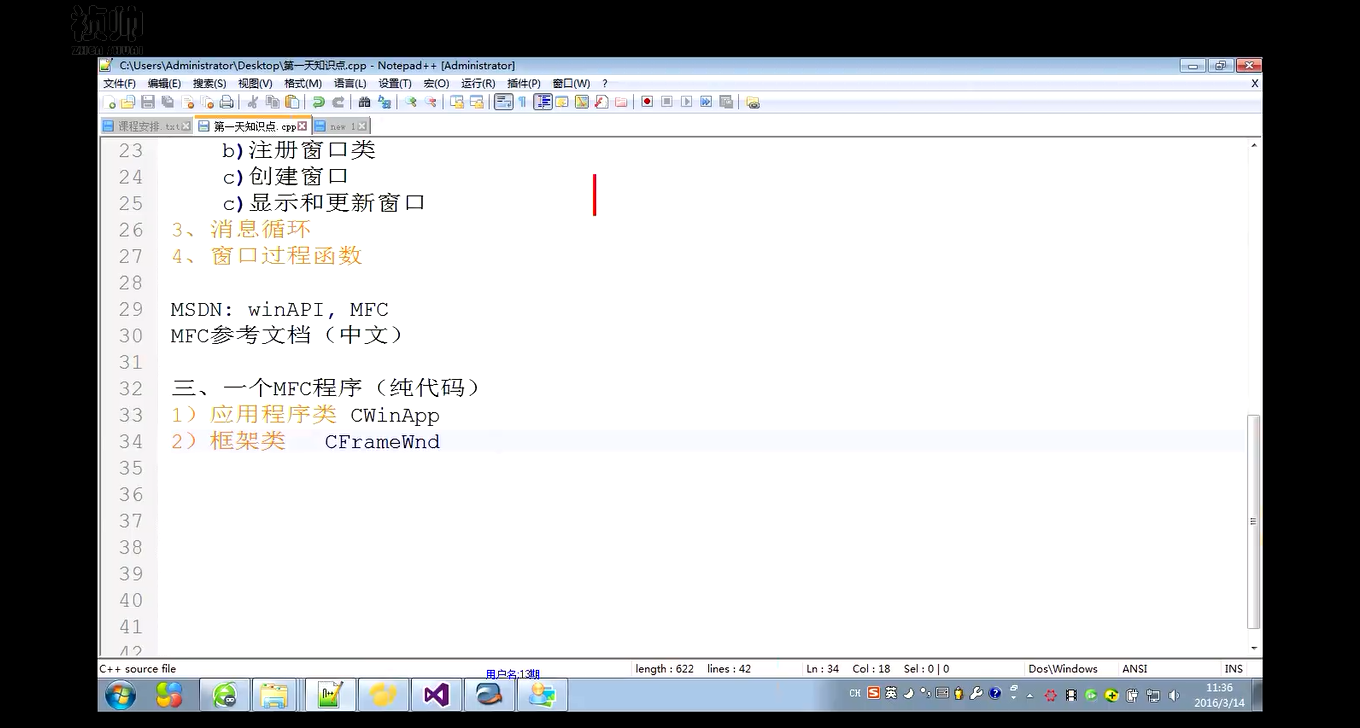 祯帅
ZHEN SHUAI
C:\Users\Administrator\Desktop\第一天知识点.cpp - Notepad++ [Administrator]
文件(F) 编辑(E) 搜索(S) 视图(V) 格式(M) 语言(L) 设置(T) 宏(O) 运行(R) 插件(P) 窗口(W) ? X
课程安排.txt 第一天知识点.cpp new 1
23 b)注册窗口类
24 c)创建窗口
25 c)显示和更新窗口
26 3、消息循环
27 4、窗口过程函数
28
29 MSDN: winAPI, MFC
30 MFC参考文档（中文）
31
32 三、一个MFC程序（纯代码）
33 1）应用程序类 CWinApp
34 2）框架类 CFrameWnd
35
36
37
38
39
40
41
42
C++ source file length : 622 lines : 42 Ln : 34 Col : 18 Sel : 0 | 0 Dos\Windows ANSI INS
用户名:13期
CH 英 11:36
2016/3/14